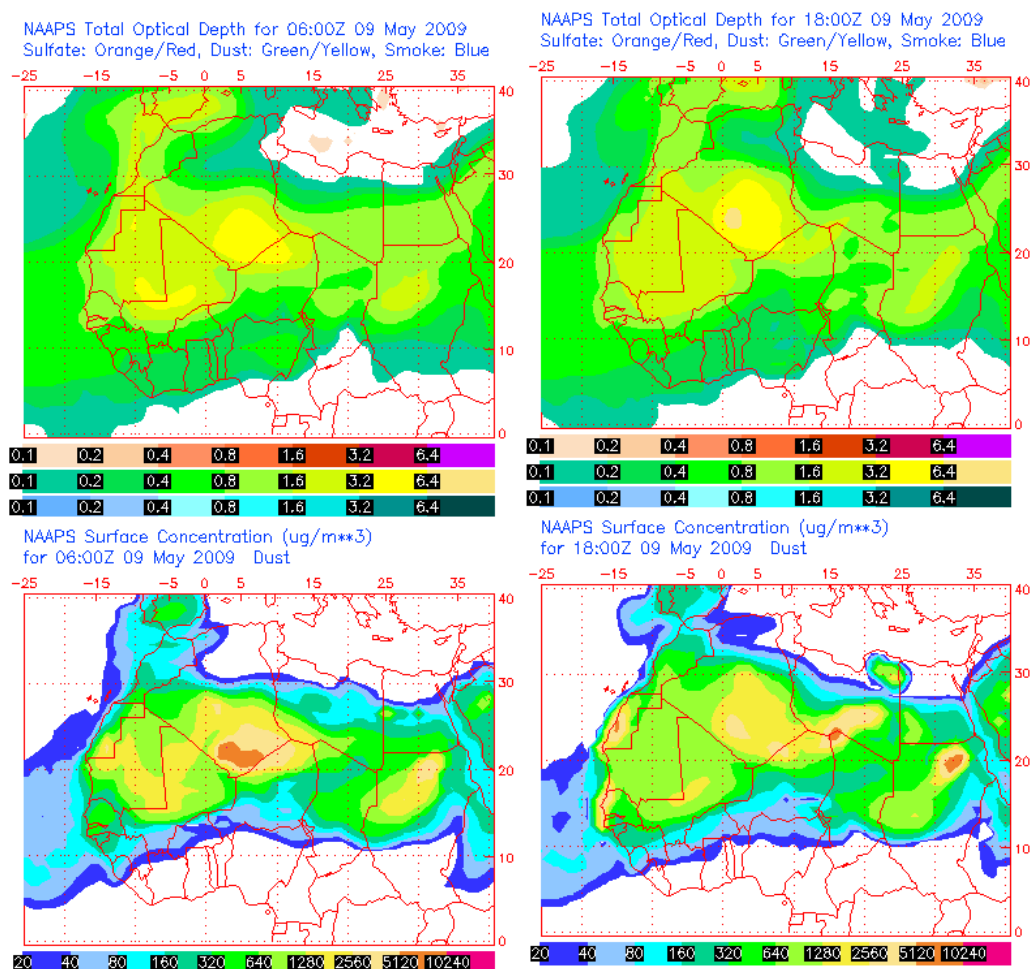 NAAPS Total Optical Depth for 06:00Z 09 May 2009
Sulfate: Orange/Red, Dust: Green/Yellow, Smoke: Blue
-25 -15 -5 0 5 15 25 35
40
30
20
10
0
0.1 0.2 0.4 0.8 1.6 3.2 6.4
0.1 0.2 0.4 0.8 1.6 3.2 6.4
0.1 0.2 0.4 0.8 1.6 3.2 6.4
NAAPS Total Optical Depth for 18:00Z 09 May 2009
Sulfate: Orange/Red, Dust: Green/Yellow, Smoke: Blue
-25 -15 -5 0 5 15 25 35
40
30
20
10
0
0.1 0.2 0.4 0.8 1.6 3.2 6.4
0.1 0.2 0.4 0.8 1.6 3.2 6.4
0.1 0.2 0.4 0.8 1.6 3.2 6.4
NAAPS Surface Concentration (ug/m**3)
for 06:00Z 09 May 2009 Dust
-25 -15 -5 0 5 15 25 35
40
30
20
10
0
20 40 80 160 320 640 1280 2560 5120 10240
NAAPS Surface Concentration (ug/m**3)
for 18:00Z 09 May 2009 Dust
-25 -15 -5 0 5 15 25 35
40
30
20
10
0
20 40 80 160 320 640 1280 2560 5120 10240